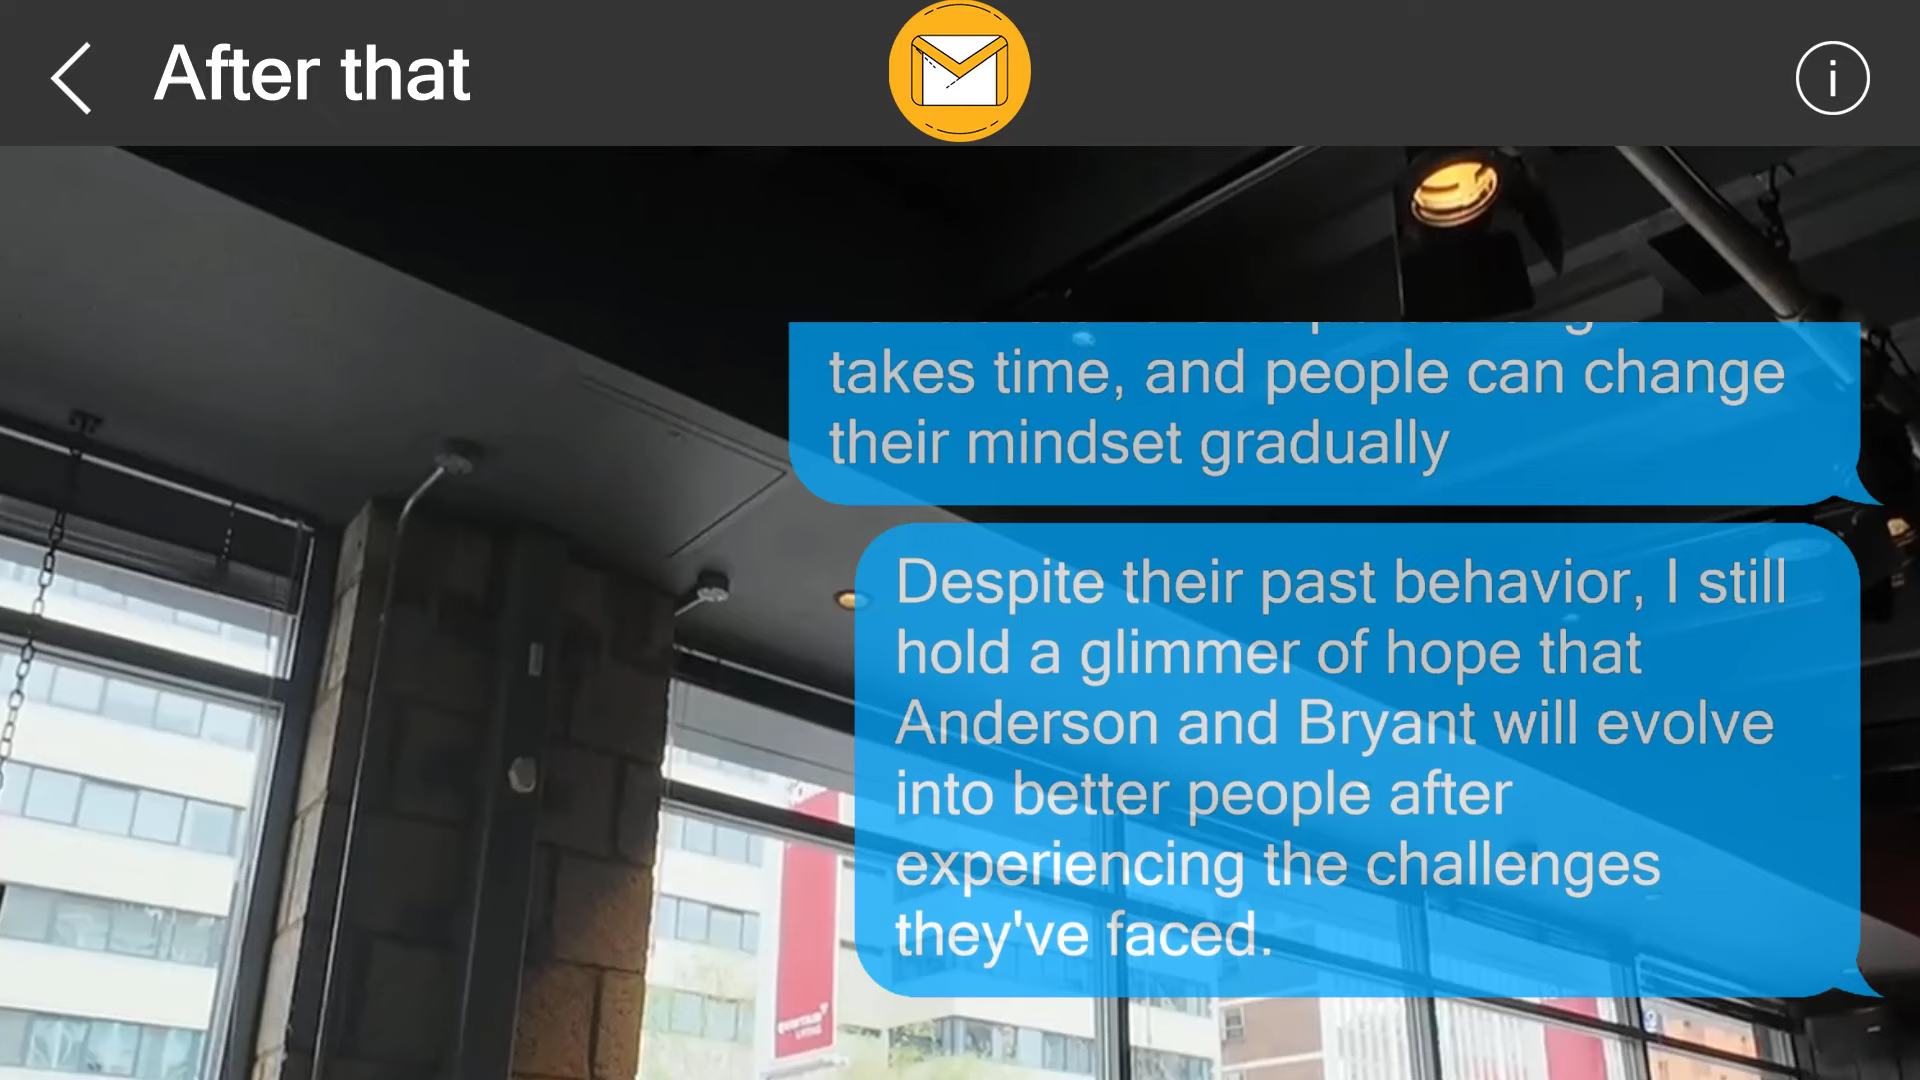 After that
takes time, and people can change
their mindset gradually
Despite their past behavior, I still
hold a glimmer of hope that
Anderson and Bryant will evolve
into better people after
experiencing the challenges
they've faced.